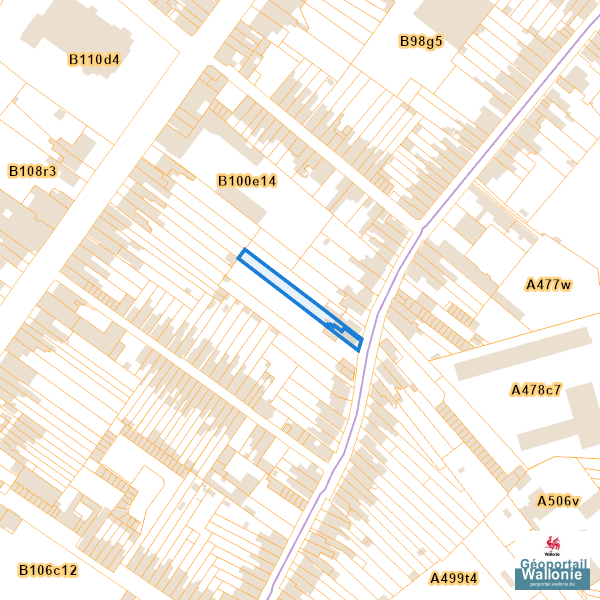 B98g5
B110d4
B108r3
B100e14
A477w
A478c7
A506v
Wallonie
Géoportail
Wallonie
geoportail.wallonie.be
B106c12
A499t4